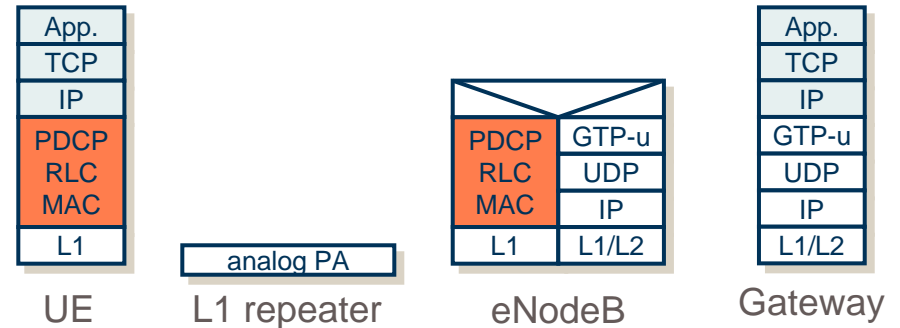 App.
TCP
IP
PDCP
RLC
MAC
L1
UE
analog PA
L1 repeater
PDCP
RLC
MAC
L1
GTP-u
UDP
IP
L1/L2
eNodeB
App.
TCP
IP
GTP-u
UDP
IP
L1/L2
Gateway